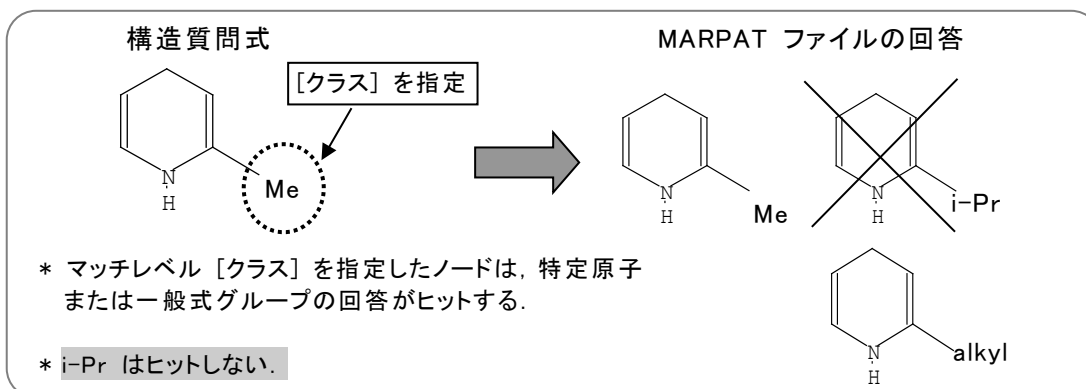 構造質問式
MARPAT ファイルの回答
[クラス] を指定
N
H
Me
N
H
Me
N
H
i-Pr
* マッチレベル [クラス] を指定したノードは, 特定原子
または一般式グループの回答がヒットする.
* i-Pr はヒットしない.
N
H
alkyl